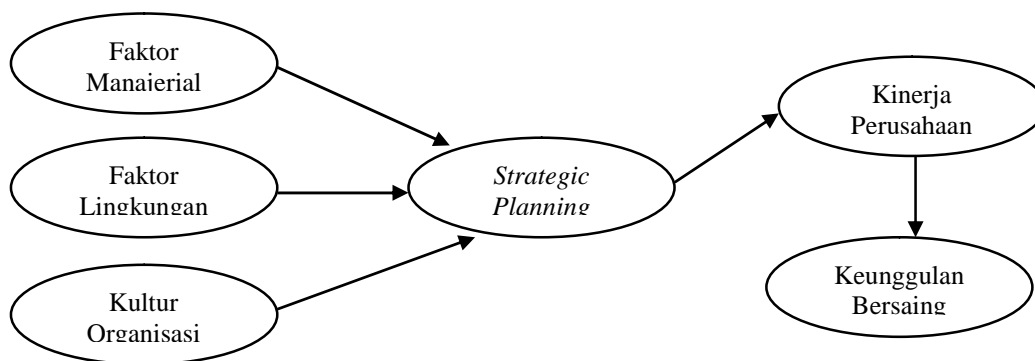 Faktor
Manajerial
Faktor
Lingkungan
Kultur
Organisasi
Strategic
Planning
Kinerja
Perusahaan
Keunggulan
Bersaing